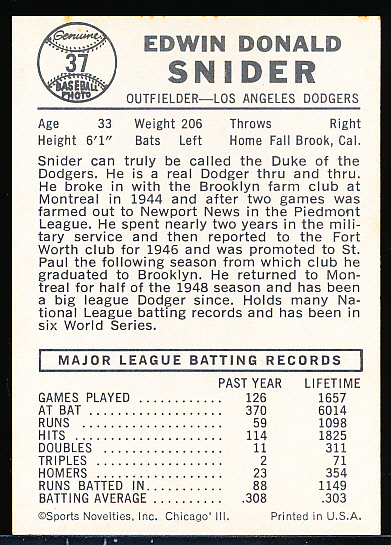 Genuine
37
BASEBALL
PHOTO
EDWIN DONALD
SNIDER
OUTFIELDER—LOS ANGELES DODGERS
Age 33 Weight 206 Throws Right
Height 6'1" Bats Left Home Fall Brook, Cal.
Snider can truly be called the Duke of the
Dodgers. He is a real Dodger thru and thru.
He broke in with the Brooklyn farm club at
Montreal in 1944 and after two games was
farmed out to Newport News in the Piedmont
League. He spent nearly two years in the mili-
tary service and then reported to the Fort
Worth club for 1946 and was promoted to St.
Paul the following season from which club he
graduated to Brooklyn. He returned to Mon-
treal for half of the 1948 season and has been
a big league Dodger since. Holds many Na-
tional League batting records and has been in
six World Series.
MAJOR LEAGUE BATTING RECORDS
PAST YEAR LIFETIME
GAMES PLAYED ........... 126 1657
AT BAT ................. 370 6014
RUNS ................... 59 1098
HITS ................... 114 1825
DOUBLES ................ 11 311
TRIPLES ................ 2 71
HOMERS ................. 23 354
RUNS BATTED IN.......... 88 1149
BATTING AVERAGE ........ .308 .303
©Sports Novelties, Inc. Chicago' Ill. Printed in U.S.A.